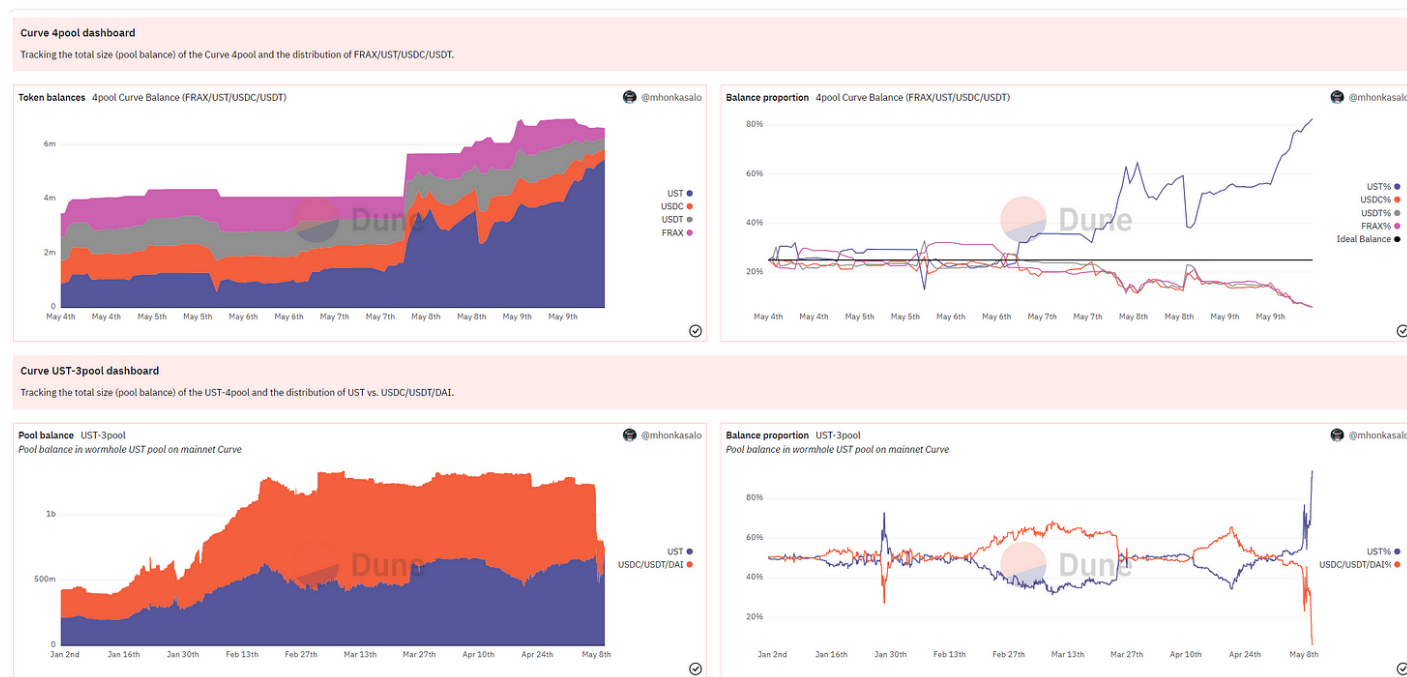 Curve 4pool dashboard
Tracking the total size (pool balance) of the Curve 4pool and the distribution of FRAX/UST/USDC/USDT.
Token balances 4pool Curve Balance (FRAX/UST/USDC/USDT)
@mhonkasalo
6m
4m
2m
0
Dune
UST
USDC
USDT
FRAX
May 4th May 4th May 5th May 5th May 6th May 6th May 7th May 7th May 8th May 8th May 9th May 9th
Balance proportion 4pool Curve Balance (FRAX/UST/USDC/USDT)
@mhonkasalo
80%
60%
40%
20%
Dune
UST%
USDC%
USDT%
FRAX%
Ideal Balance
May 4th May 4th May 5th May 5th May 6th May 6th May 7th May 7th May 8th May 8th May 9th May 9th
Curve UST-3pool dashboard
Tracking the total size (pool balance) of the UST-4pool and the distribution of UST vs. USDC/USDT/DAI.
Pool balance UST-3pool
@mhonkasalo
Pool balance in wormhole UST pool on mainnet Curve
1b
500m
0
Dune
UST
USDC/USDT/DAI
Jan 2nd Jan 16th Jan 30th Feb 13th Feb 27th Mar 13th Mar 27th Apr 10th Apr 24th May 8th
Balance proportion UST-3pool
@mhonkasalo
Pool balance in wormhole UST pool on mainnet Curve
80%
60%
40%
20%
Dune
UST%
USDC/USDT/DAI%
Jan 2nd Jan 16th Jan 30th Feb 13th Feb 27th Mar 13th Mar 27th Apr 10th Apr 24th May 8th